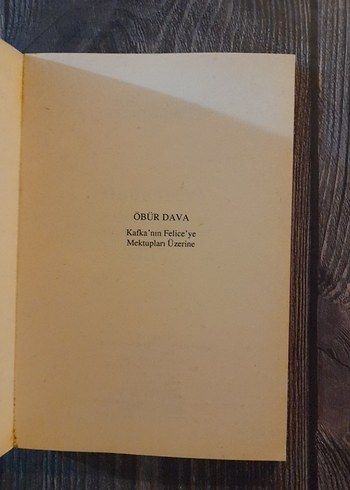 ÖBÜR DAVA
Kafka'nın Felice'ye
Mektupları Üzerine